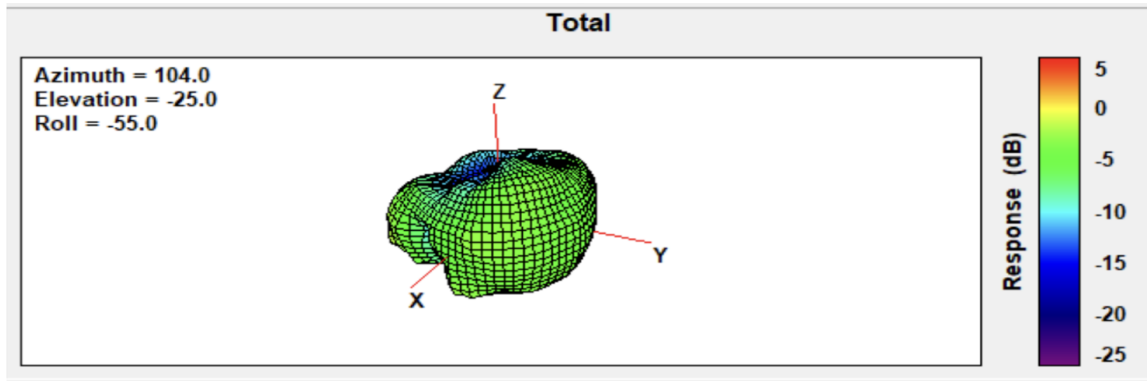 Total
Azimuth = 104.0
Elevation = -25.0
Roll = -55.0
Z
Y
X
Response (dB)
5
0
-5
-10
-15
-20
-25